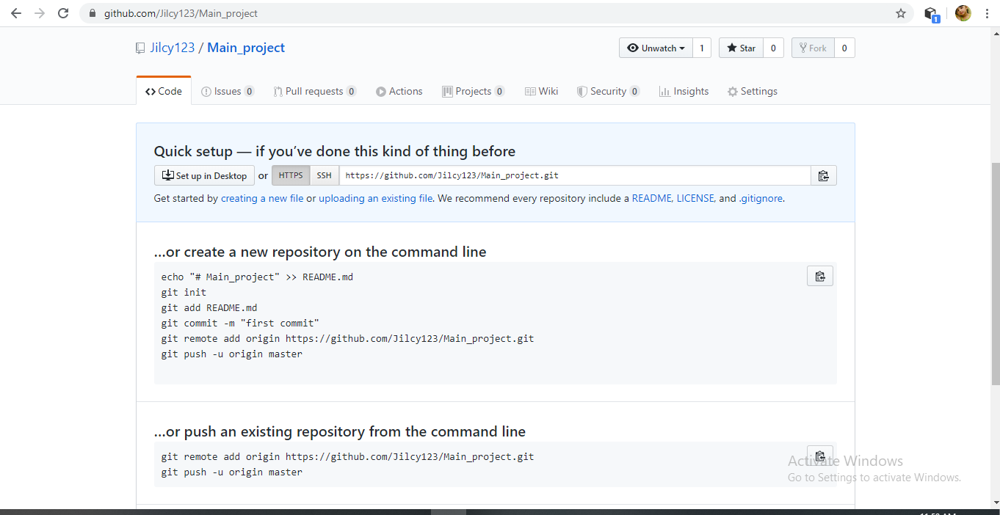 github.com/Jilcy123/Main_project
1
Jilcy123 / Main_project
Unwatch 1 Star 0 Fork 0
Code Issues 0 Pull requests 0 Actions Projects 0 Wiki Security 0 Insights Settings
Quick setup — if you’ve done this kind of thing before
Set up in Desktop or HTTPS SSH https://github.com/Jilcy123/Main_project.git
Get started by creating a new file or uploading an existing file. We recommend every repository include a README, LICENSE, and .gitignore.
…or create a new repository on the command line
echo "# Main_project" >> README.md
git init
git add README.md
git commit -m "first commit"
git remote add origin https://github.com/Jilcy123/Main_project.git
git push -u origin master
…or push an existing repository from the command line
git remote add origin https://github.com/Jilcy123/Main_project.git
git push -u origin master
Activate Windows
Go to Settings to activate Windows.